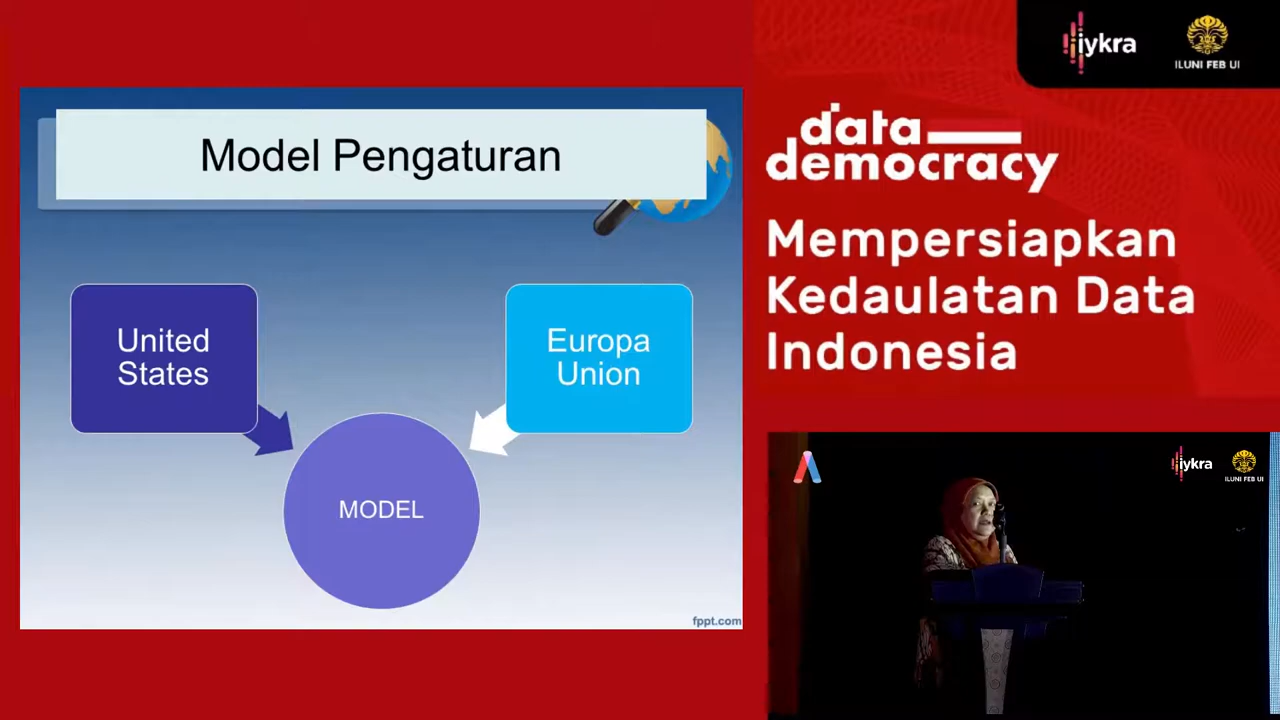 Model Pengaturan
United
States
Europa
Union
MODEL
fppt.com
iykra
ILUNI FEB UI
data
democracy
Mempersiapkan
Kedaulatan Data
Indonesia
iykra
ILUNI FEB UI